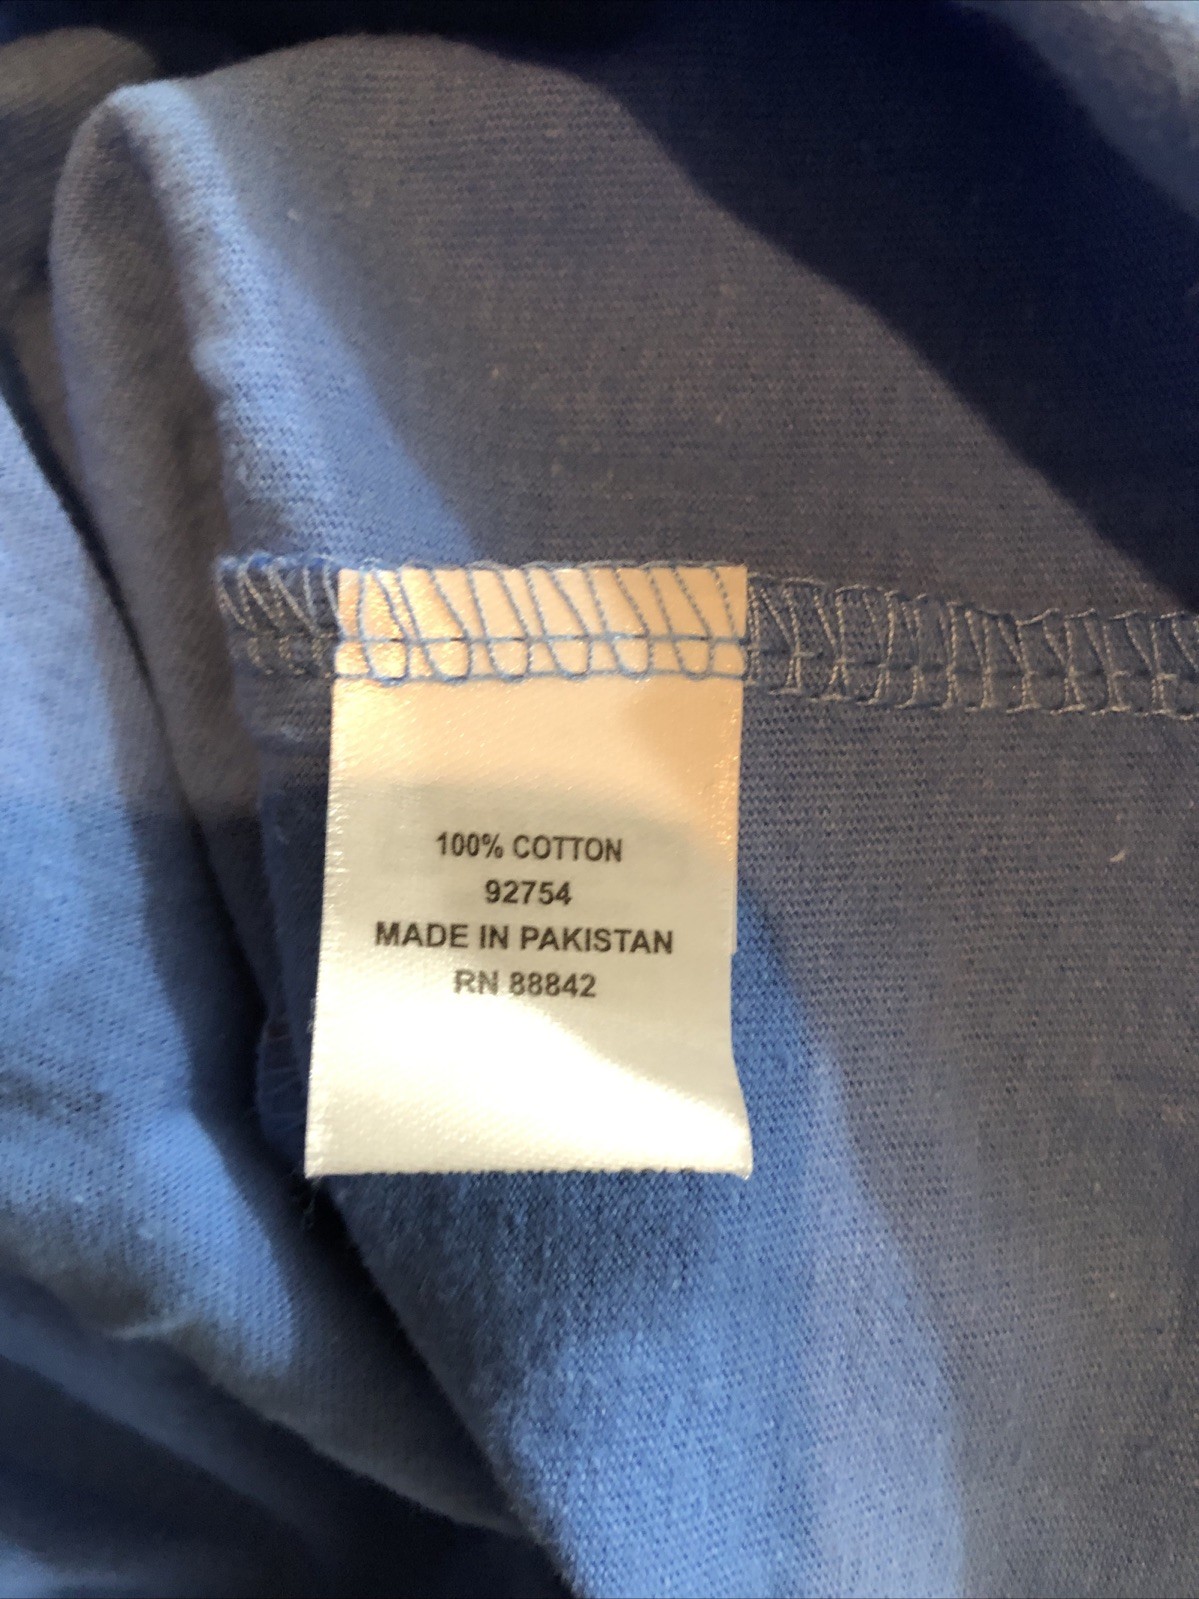 100% COTTON
92754
MADE IN PAKISTAN
RN 88842